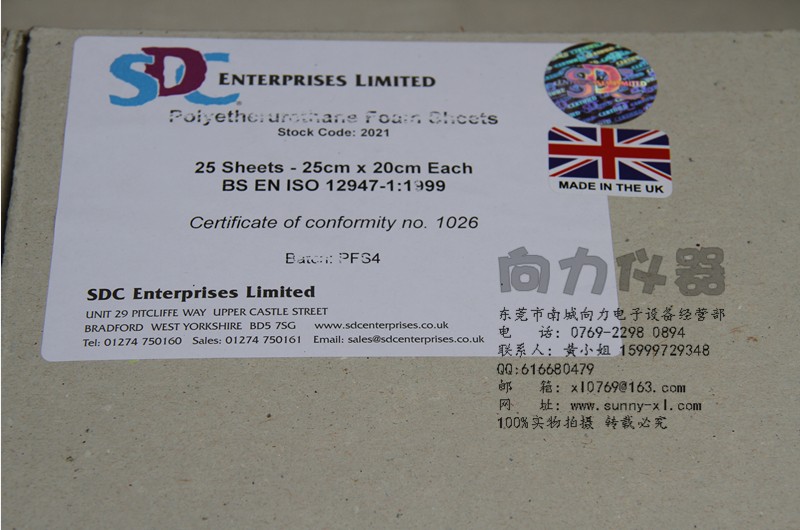 SDC ENTERPRISES LIMITED
Polyetherurethane Foam Sheets
Stock Code: 2021
25 Sheets - 25cm x 20cm Each
BS EN ISO 12947-1:1999
Certificate of conformity no. 1026
Batch: PFS4
SDC Enterprises Limited
UNIT 29 PITCLIFFE WAY UPPER CASTLE STREET
BRADFORD WEST YORKSHIRE BD5 7SG www.sdcenterprises.co.uk
Tel: 01274 750160 Sales: 01274 750161 Email: sales@sdcenterprises.co.uk
SDC
MADE IN THE UK
向力仪器
东莞市南城向力电子设备经营部
电 话: 0769-2298 0894
联系人: 黄小姐 15999729348
QQ:616680479
邮 箱: xl0769@163.com
网 址: www.sunny-xl.com
100%实物拍摄 转载必究